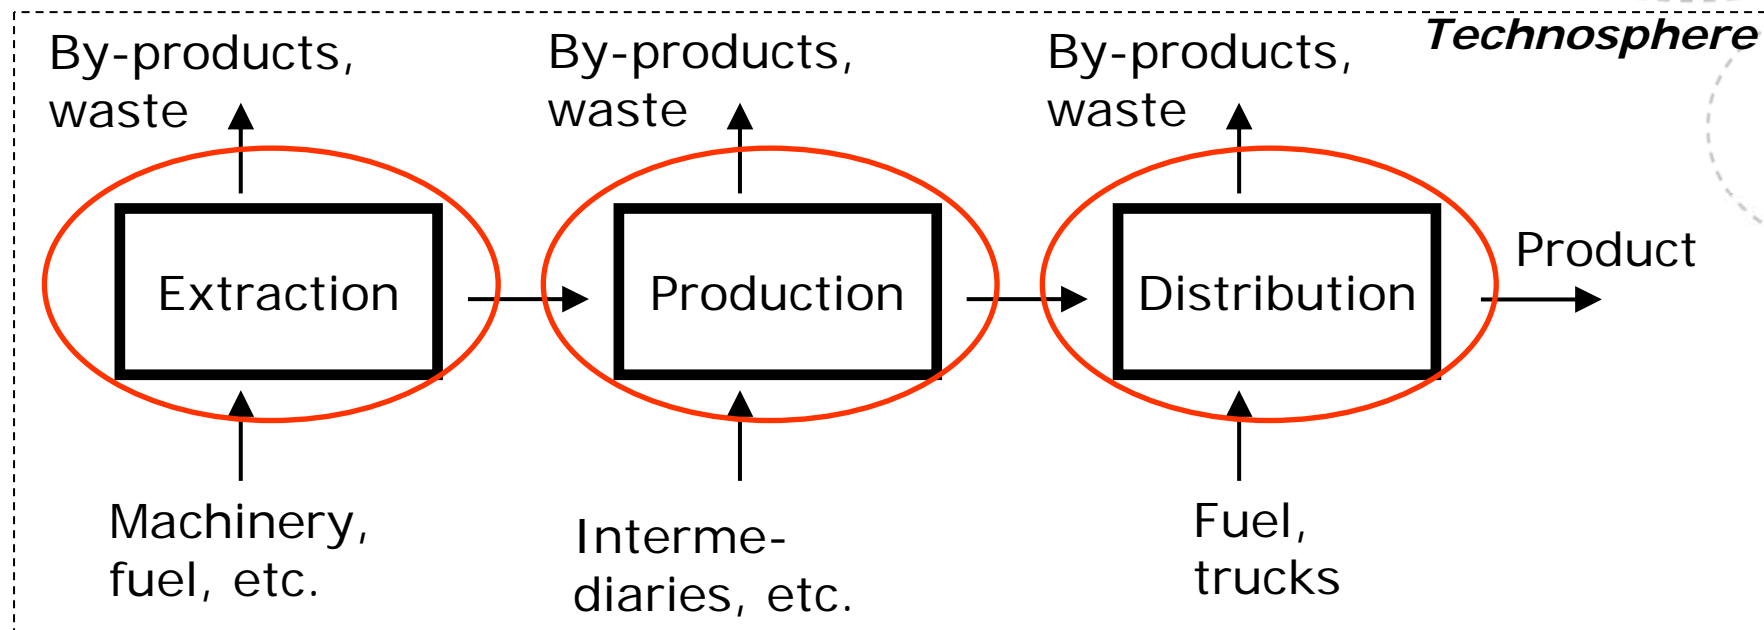 Technosphere
By-products,
waste
By-products,
waste
By-products,
waste
Extraction
Production
Distribution
Product
Machinery,
fuel, etc.
Interme-
diaries, etc.
Fuel,
trucks